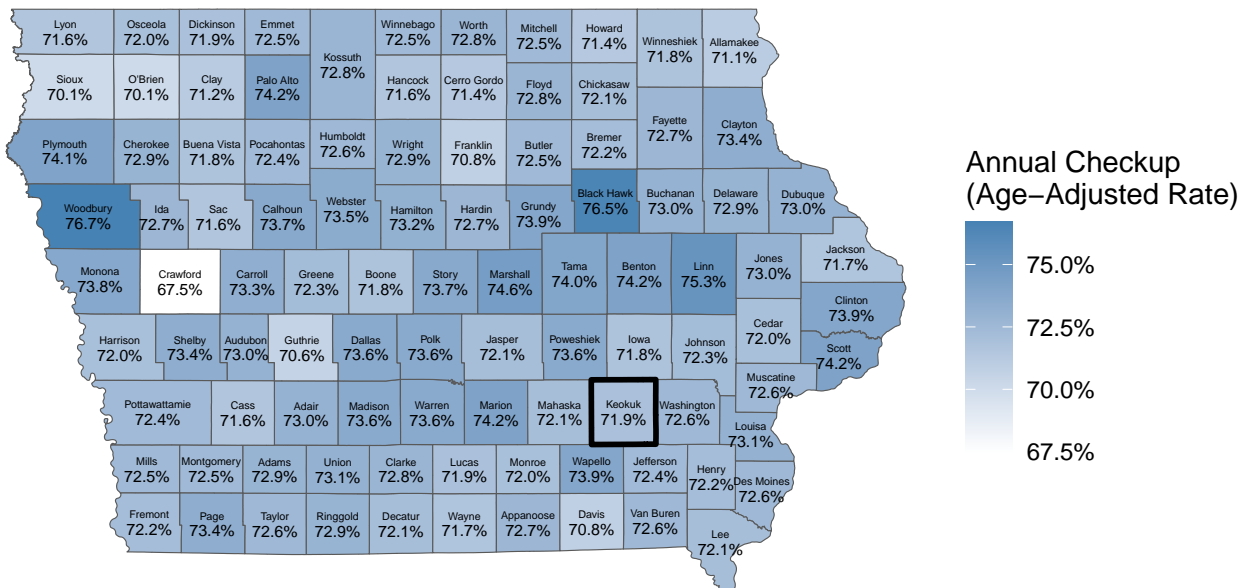 Lyon
71.6%
Osceola
72.0%
Dickinson
71.9%
Emmet
72.5%
Kossuth
72.8%
Winnebago
72.5%
Worth
72.8%
Mitchell
72.5%
Howard
71.4%
Winneshiek
71.8%
Allamakee
71.1%
Sioux
70.1%
O'Brien
70.1%
Clay
71.2%
Palo Alto
74.2%
Hancock
71.6%
Cerro Gordo
71.4%
Floyd
72.8%
Chickasaw
72.1%
Fayette
72.7%
Clayton
73.4%
Plymouth
74.1%
Cherokee
72.9%
Buena Vista
71.8%
Pocahontas
72.4%
Humboldt
72.6%
Wright
72.9%
Franklin
70.8%
Butler
72.5%
Bremer
72.2%
Woodbury
76.7%
Ida
72.7%
Sac
71.6%
Calhoun
73.7%
Webster
73.5%
Hamilton
73.2%
Hardin
72.7%
Grundy
73.9%
Black Hawk
76.5%
Buchanan
73.0%
Delaware
72.9%
Dubuque
73.0%
Monona
73.8%
Crawford
67.5%
Carroll
73.3%
Greene
72.3%
Boone
71.8%
Story
73.7%
Marshall
74.6%
Tama
74.0%
Benton
74.2%
Linn
75.3%
Jones
73.0%
Jackson
71.7%
Clinton
73.9%
Harrison
72.0%
Shelby
73.4%
Audubon
73.0%
Guthrie
70.6%
Dallas
73.6%
Polk
73.6%
Jasper
72.1%
Poweshiek
73.6%
Iowa
71.8%
Johnson
72.3%
Cedar
72.0%
Scott
74.2%
Muscatine
72.6%
Pottawattamie
72.4%
Cass
71.6%
Adair
73.0%
Madison
73.6%
Warren
73.6%
Marion
74.2%
Mahaska
72.1%
Keokuk
71.9%
Washington
72.6%
Louisa
73.1%
Mills
72.5%
Montgomery
72.5%
Adams
72.9%
Union
73.1%
Clarke
72.8%
Lucas
71.9%
Monroe
72.0%
Wapello
73.9%
Jefferson
72.4%
Henry
72.2%
Des Moines
72.6%
Fremont
72.2%
Page
73.4%
Taylor
72.6%
Ringgold
72.9%
Decatur
72.1%
Wayne
71.7%
Appanoose
72.7%
Davis
70.8%
Van Buren
72.6%
Lee
72.1%
Annual Checkup
(Age−Adjusted Rate)
75.0%
72.5%
70.0%
67.5%